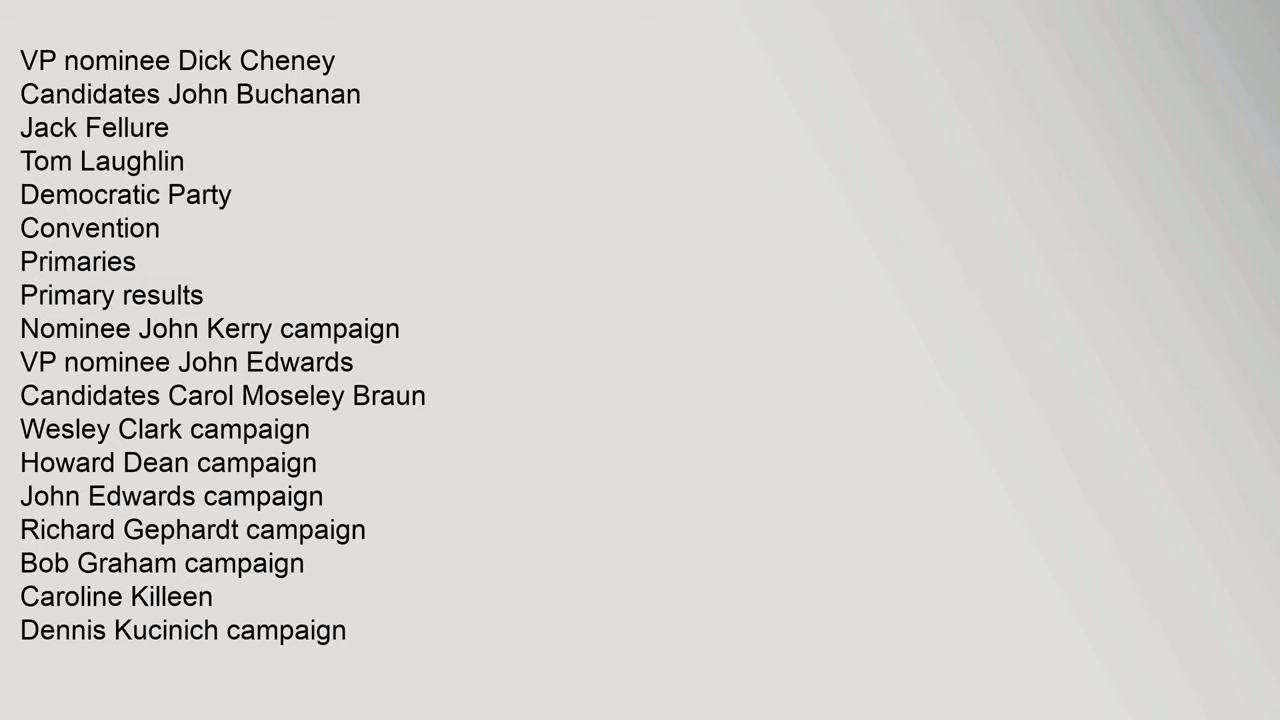 VP nominee Dick Cheney
Candidates John Buchanan
Jack Fellure
Tom Laughlin
Democratic Party
Convention
Primaries
Primary results
Nominee John Kerry campaign
VP nominee John Edwards
Candidates Carol Moseley Braun
Wesley Clark campaign
Howard Dean campaign
John Edwards campaign
Richard Gephardt campaign
Bob Graham campaign
Caroline Killeen
Dennis Kucinich campaign